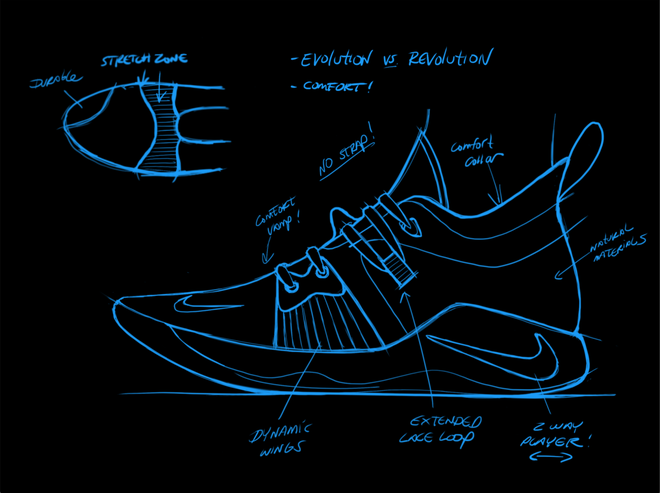 STRETCH ZONE
DURABLE
- EVOLUTION VS REVOLUTION
- COMFORT!
NO STRAP!
COMFORT
COLLAR
COMFORT
VAMP!
NATURAL
MATERIALS
DYNAMIC
WINGS
EXTENDED
LACE LOOP
2 WAY
PLAYER!